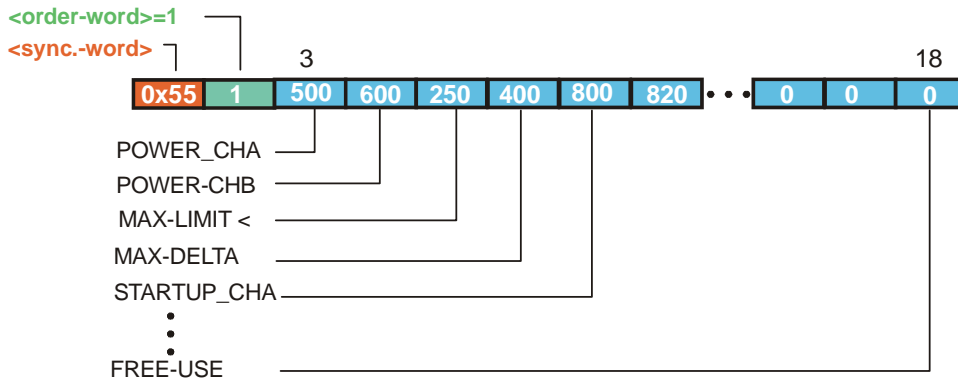 <order-word>=1
<sync.-word>
3 18
0x55 1 500 600 250 400 800 820 0 0 0
POWER_CHA
POWER-CHB
MAX-LIMIT <
MAX-DELTA
STARTUP_CHA
FREE-USE